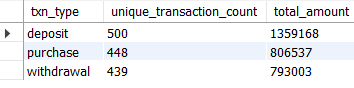 txn_type unique_transaction_count total_amount
deposit 500 1359168
purchase 448 806537
withdrawal 439 793003